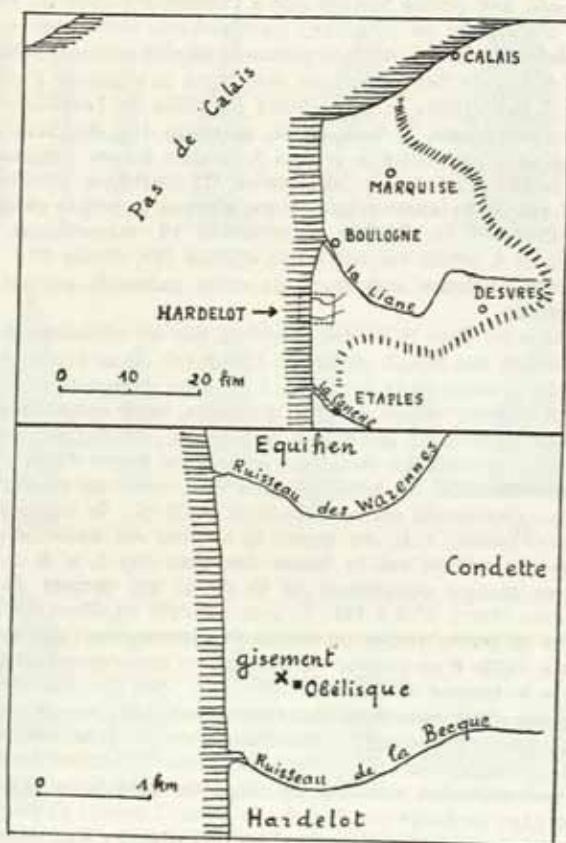 CALAIS
Pas de Calais
MARQUISE
BOULOGNE
la Liane
DESVRES
HARDELOT
0 10 20 km
la Canche
ETAPLES
Equihen
Ruisseau des Warennes
Condette
gisement
Obélisque
Ruisseau de la Becque
0 1 km
Hardelot